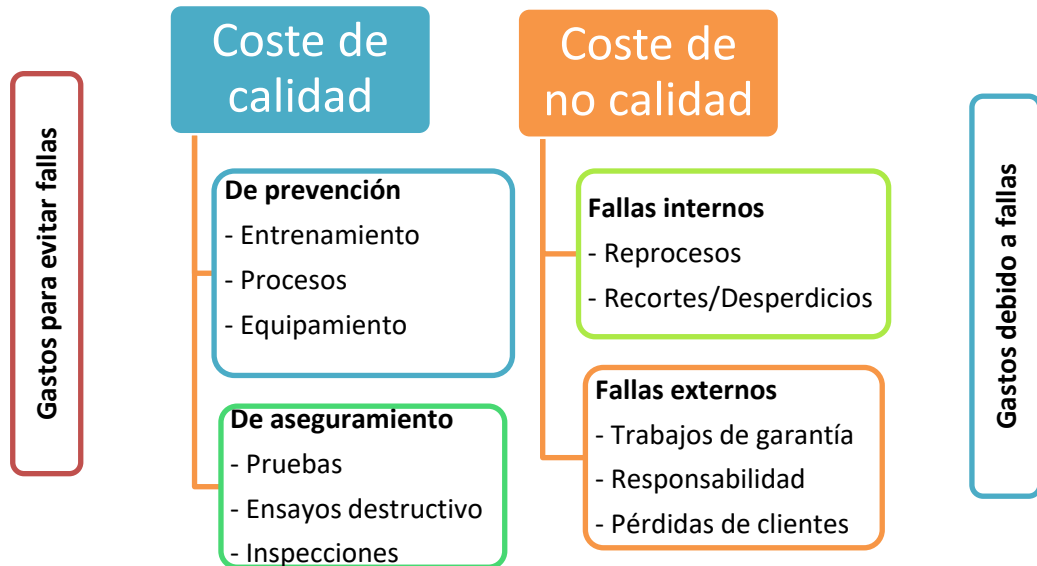 Gastos para evitar fallas
Coste de
calidad
De prevención
- Entrenamiento
- Procesos
- Equipamiento
De aseguramiento
- Pruebas
- Ensayos destructivo
- Inspecciones
Coste de
no calidad
Fallas internos
- Reprocesos
- Recortes/Desperdicios
Fallas externos
- Trabajos de garantía
- Responsabilidad
- Pérdidas de clientes
Gastos debido a fallas